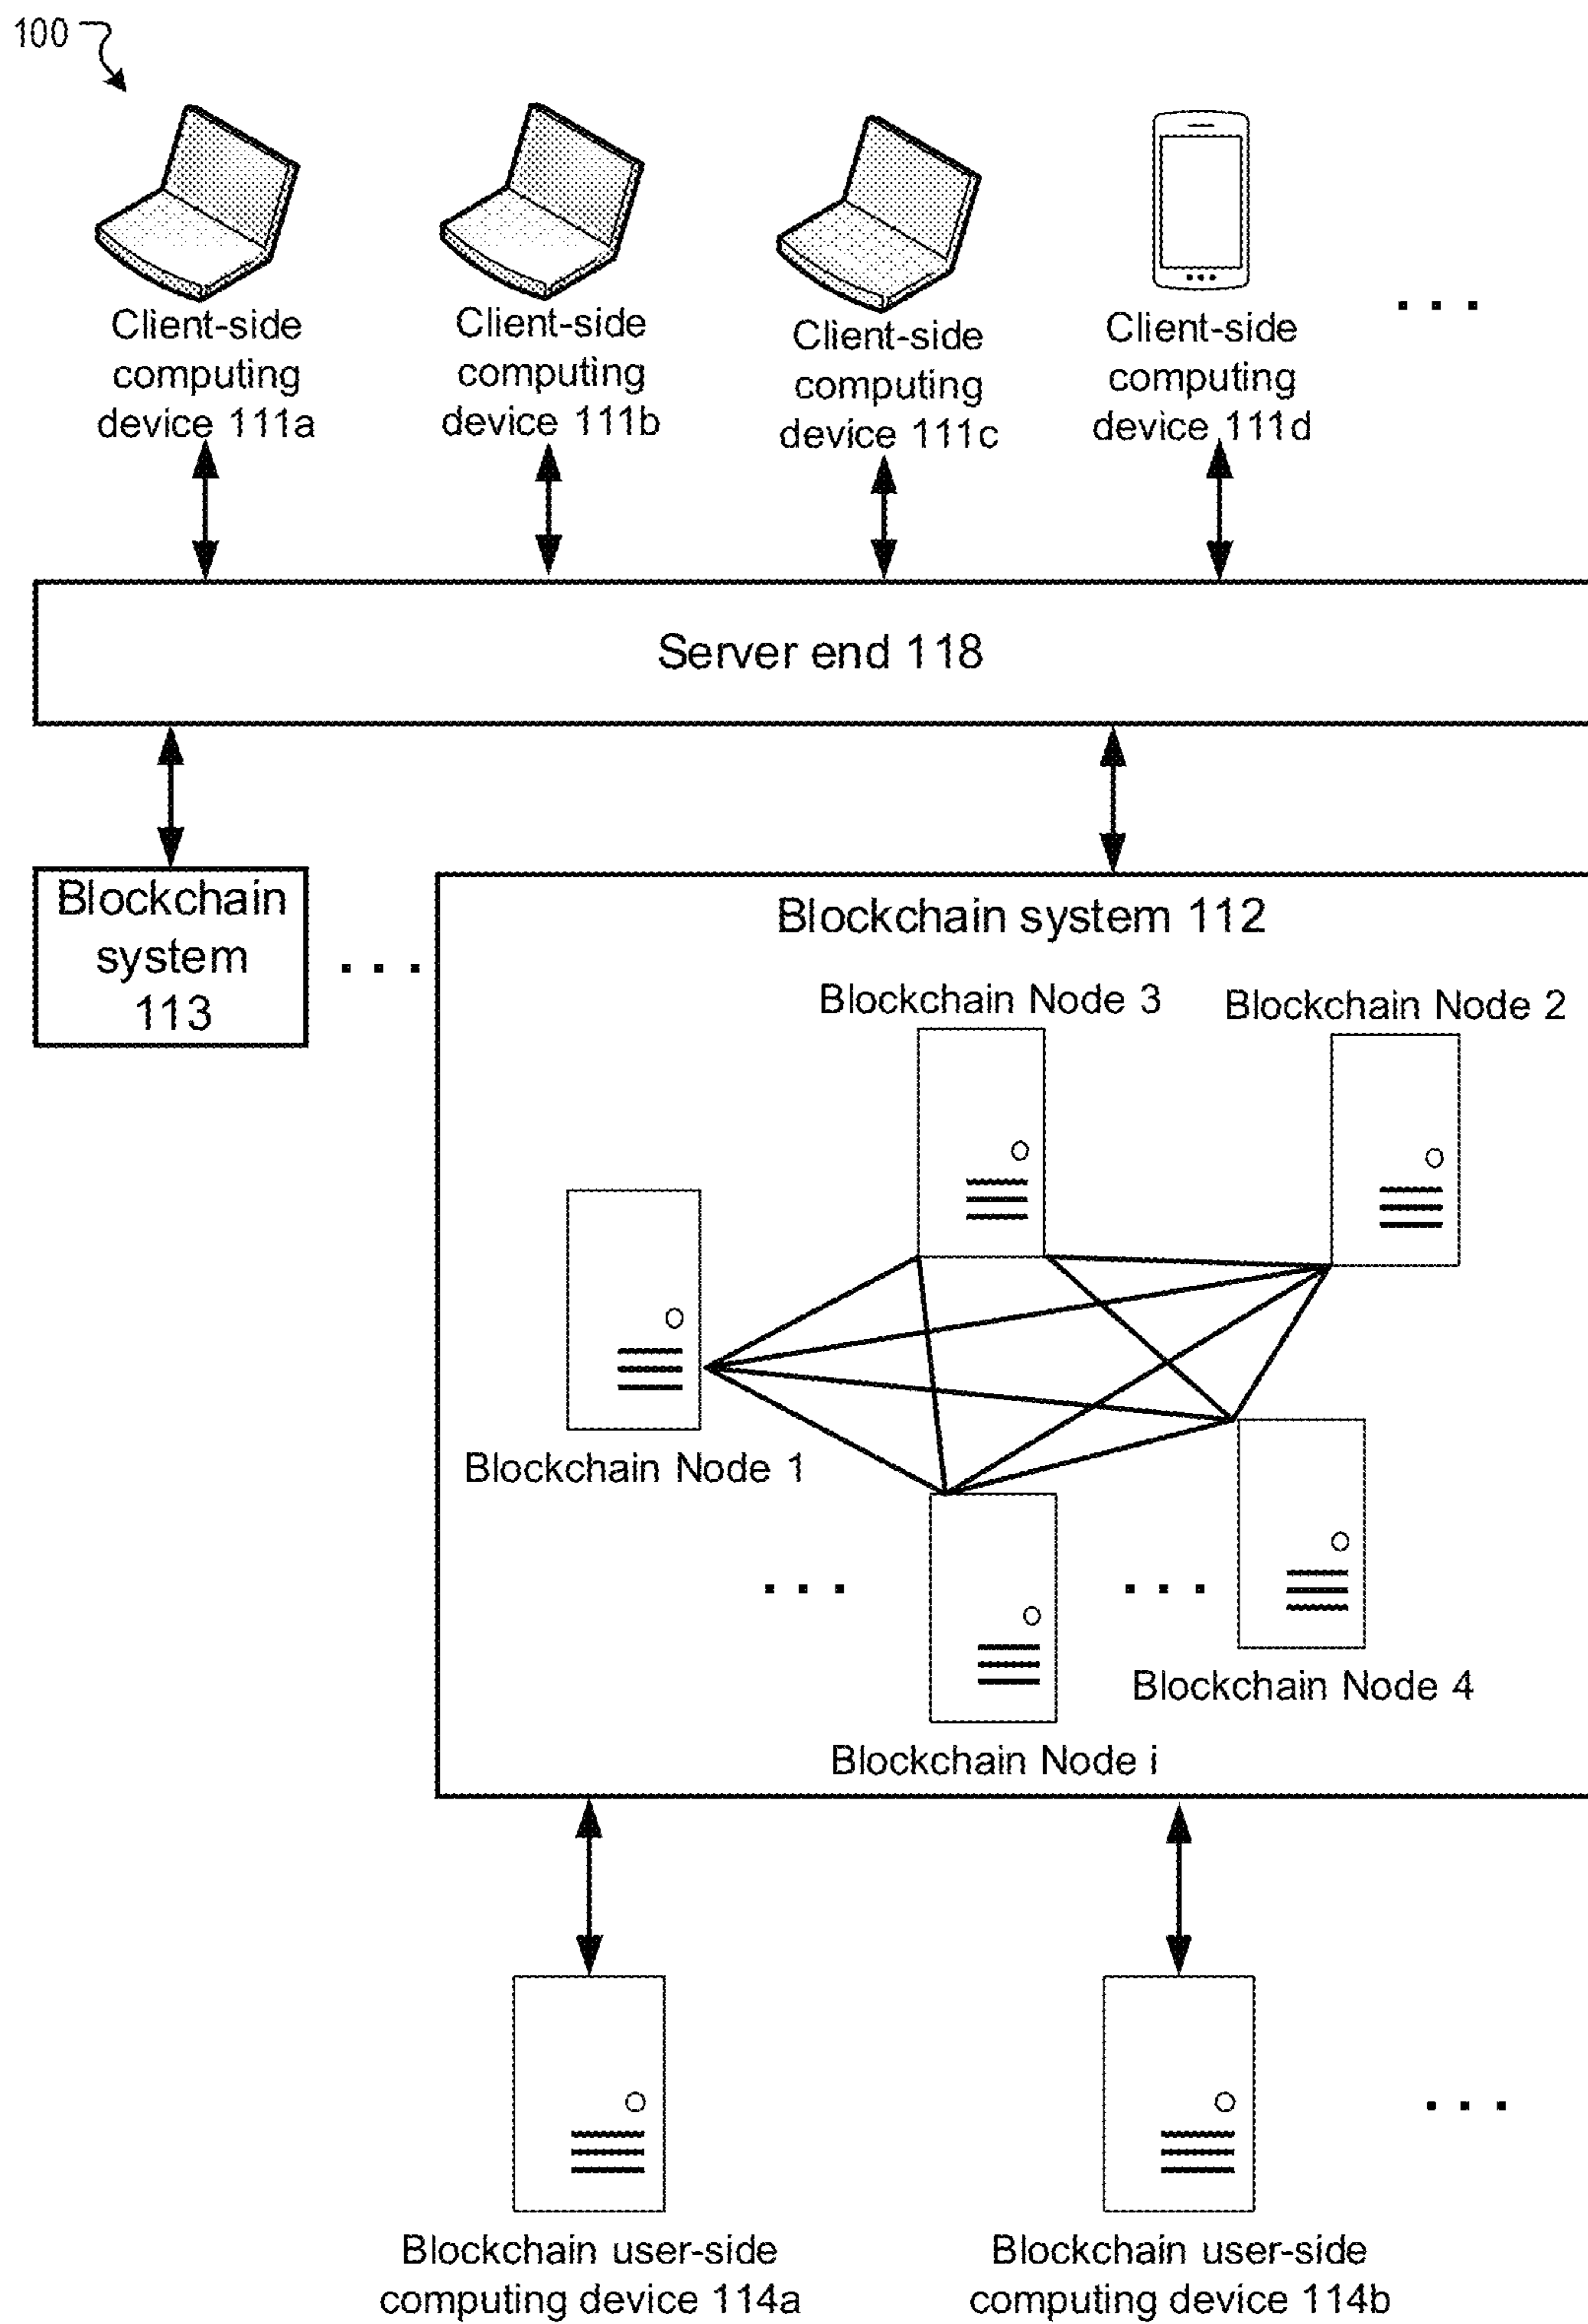 100
Client-side
computing
device 111a
Client-side
computing
device 111b
Client-side
computing
device 111c
Client-side
computing
device 111d
. . .
Server end 118
Blockchain
system
113
. . .
Blockchain system 112
Blockchain Node 3
Blockchain Node 2
Blockchain Node 1
. . .
. . .
Blockchain Node 4
Blockchain Node i
. . .
Blockchain user-side
computing device 114a
Blockchain user-side
computing device 114b